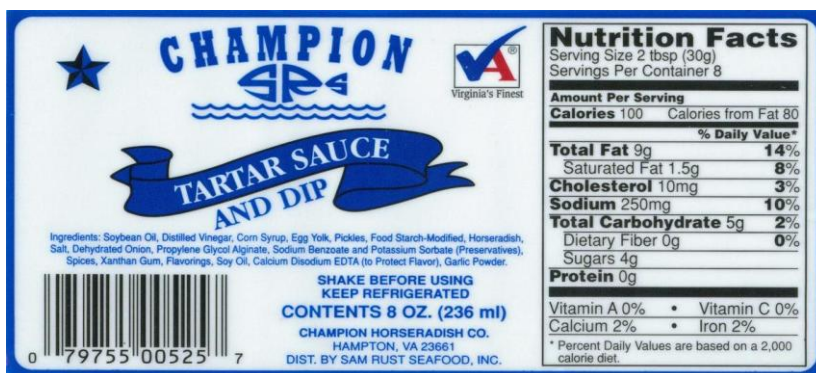 CHAMPION
SRS
Virginia's Finest
TARTAR SAUCE
AND DIP
Ingredients: Soybean Oil, Distilled Vinegar, Corn Syrup, Egg Yolk, Pickles, Food Starch-Modified, Horseradish,
Salt, Dehydrated Onion, Propylene Glycol Alginate, Sodium Benzoate and Potassium Sorbate (Preservatives),
Spices, Xanthan Gum, Flavorings, Soy Oil, Calcium Disodium EDTA (to Protect Flavor), Garlic Powder.
SHAKE BEFORE USING
KEEP REFRIGERATED
CONTENTS 8 OZ. (236 ml)
CHAMPION HORSERADISH CO.
HAMPTON, VA 23661
DIST. BY SAM RUST SEAFOOD, INC.
0 79755 00525 7
Nutrition Facts
Serving Size 2 tbsp (30g)
Servings Per Container 8
Amount Per Serving
Calories 100 Calories from Fat 80
% Daily Value*
Total Fat 9g 14%
Saturated Fat 1.5g 8%
Cholesterol 10mg 3%
Sodium 250mg 10%
Total Carbohydrate 5g 2%
Dietary Fiber 0g 0%
Sugars 4g
Protein 0g
Vitamin A 0% • Vitamin C 0%
Calcium 2% • Iron 2%
* Percent Daily Values are based on a 2,000
calorie diet.